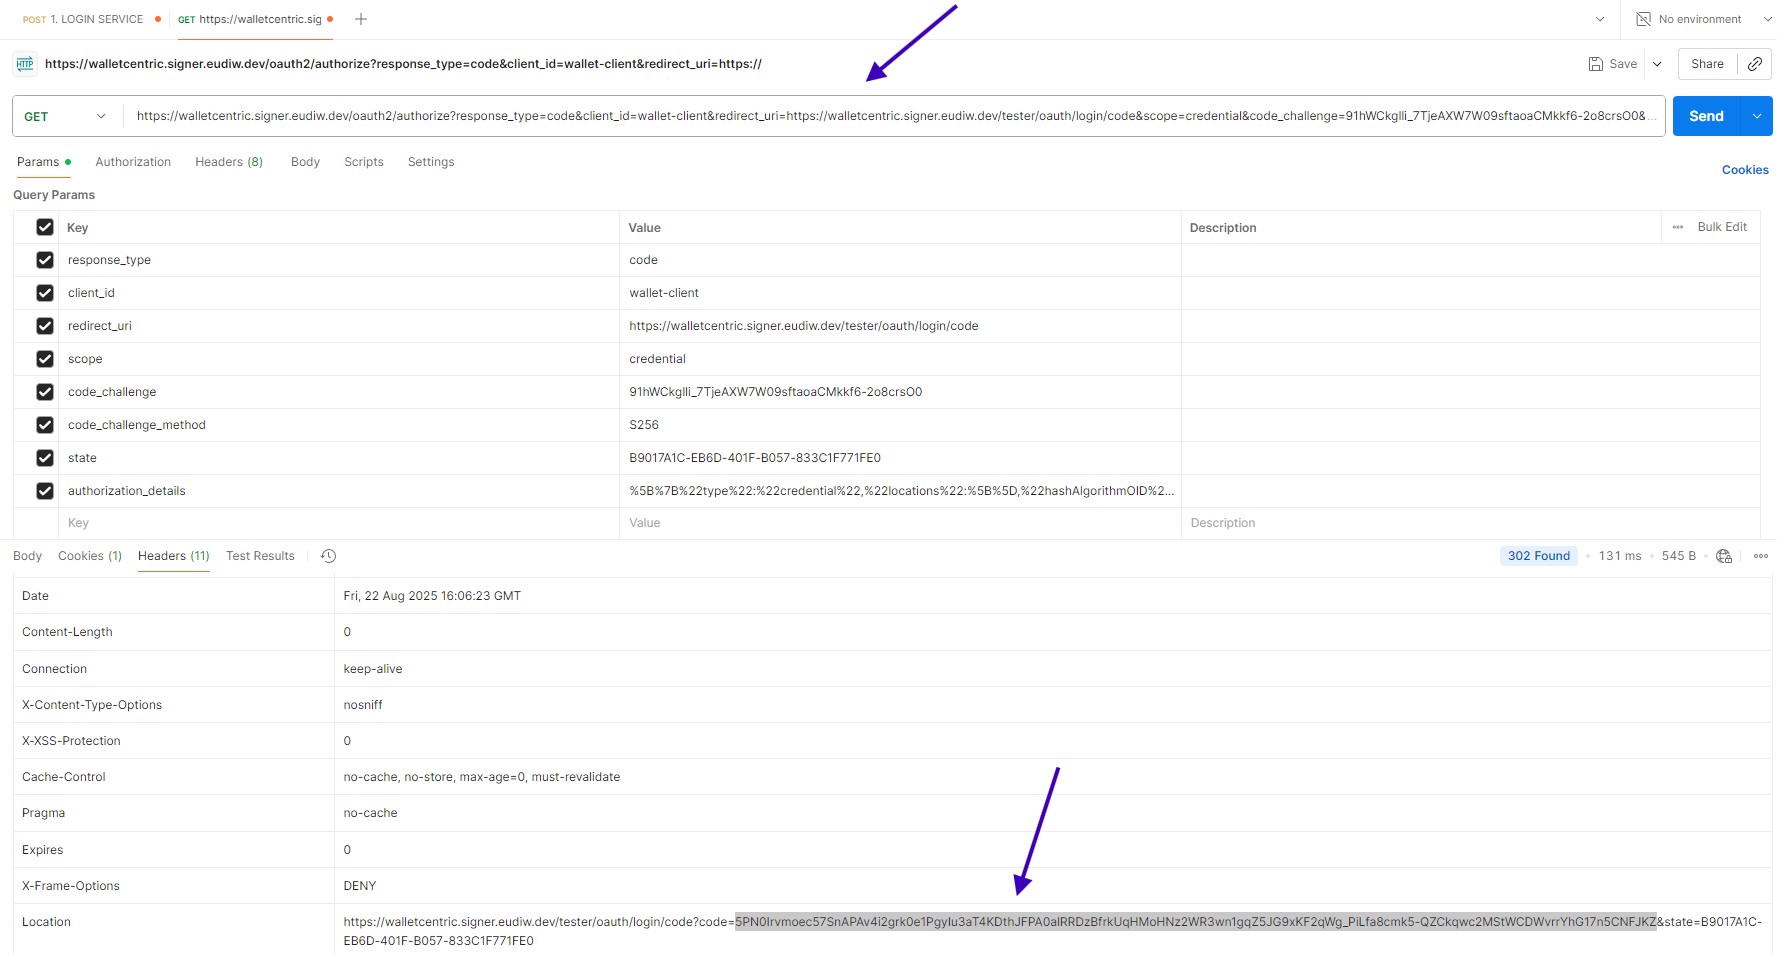 POST 1. LOGIN SERVICE
GET https://walletcentric.sig
No environment
HTTP
https://walletcentric.signer.eudiw.dev/oauth2/authorize?response_type=code&client_id=wallet-client&redirect_uri=https://
Save
Share
GET
https://walletcentric.signer.eudiw.dev/oauth2/authorize?response_type=code&client_id=wallet-client&redirect_uri=https://walletcentric.signer.eudiw.dev/tester/oauth/login/code&scope=credential&code_challenge=91hWCkglli_7TjeAXW7W09sftaoaCMkkf6-2o8crsO0&...
Send
Params Authorization Headers (8) Body Scripts Settings
Cookies
Query Params
Key Value Description ••• Bulk Edit
response_type code
client_id wallet-client
redirect_uri https://walletcentric.signer.eudiw.dev/tester/oauth/login/code
scope credential
code_challenge 91hWCkglli_7TjeAXW7W09sftaoaCMkkf6-2o8crsO0
code_challenge_method S256
state B9017A1C-EB6D-401F-B057-833C1F771FE0
authorization_details %5B%7B%22type%22:%22credential%22,%22locations%22:%5B%5D,%22hashAlgorithmOID%2...
Key Value Description
Body Cookies (1) Headers (11) Test Results
302 Found • 131 ms • 545 B
Date Fri, 22 Aug 2025 16:06:23 GMT
Content-Length 0
Connection keep-alive
X-Content-Type-Options nosniff
X-XSS-Protection 0
Cache-Control no-cache, no-store, max-age=0, must-revalidate
Pragma no-cache
Expires 0
X-Frame-Options DENY
Location https://walletcentric.signer.eudiw.dev/tester/oauth/login/code?code=5PN0Irvmoec57SnAPAv4i2grk0e1PgyIu3aT4KDthJFPA0alRRDzBfrkUqHMoHNz2WR3wn1gqZ5JG9xKF2qWg_PiLfa8cmk5-QZCkqwc2MStWCDWvrrYhG17n5CNFJKZ&state=B9017A1C-
EB6D-401F-B057-833C1F771FE0